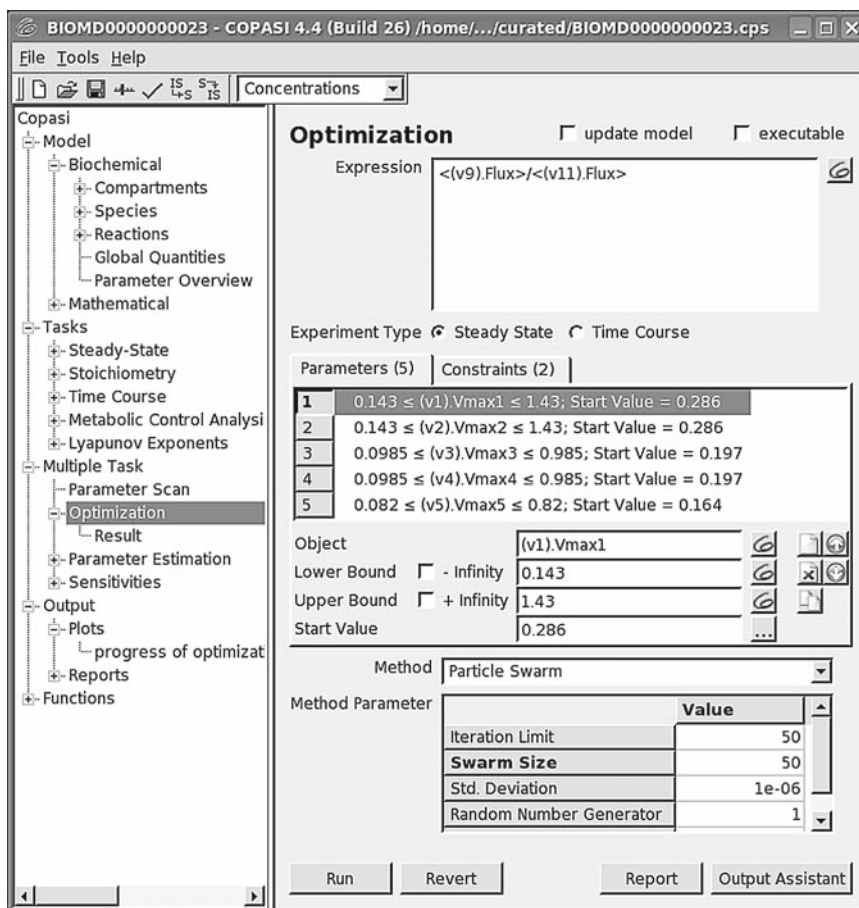 BIOMD0000000023 - COPASI 4.4 (Build 26) /home/.../curated/BIOMD0000000023.cps
File Tools Help
Concentrations
Copasi
Model
Biochemical
Compartments
Species
Reactions
Global Quantities
Parameter Overview
Mathematical
Tasks
Steady-State
Stoichiometry
Time Course
Metabolic Control Analysi
Lyapunov Exponents
Multiple Task
Parameter Scan
Optimization
Result
Parameter Estimation
Sensitivities
Output
Plots
progress of optimizat
Reports
Functions
Optimization update model executable
Expression <(v9).Flux>/<(v11).Flux>
Experiment Type Steady State Time Course
Parameters (5) Constraints (2)
1 0.143 ≤ (v1).Vmax1 ≤ 1.43; Start Value = 0.286
2 0.143 ≤ (v2).Vmax2 ≤ 1.43; Start Value = 0.286
3 0.0985 ≤ (v3).Vmax3 ≤ 0.985; Start Value = 0.197
4 0.0985 ≤ (v4).Vmax4 ≤ 0.985; Start Value = 0.197
5 0.082 ≤ (v5).Vmax5 ≤ 0.82; Start Value = 0.164
Object (v1).Vmax1
Lower Bound - Infinity 0.143
Upper Bound + Infinity 1.43
Start Value 0.286 ...
Method Particle Swarm
Method Parameter Value
Iteration Limit 50
Swarm Size 50
Std. Deviation 1e-06
Random Number Generator 1
Run Revert Report Output Assistant